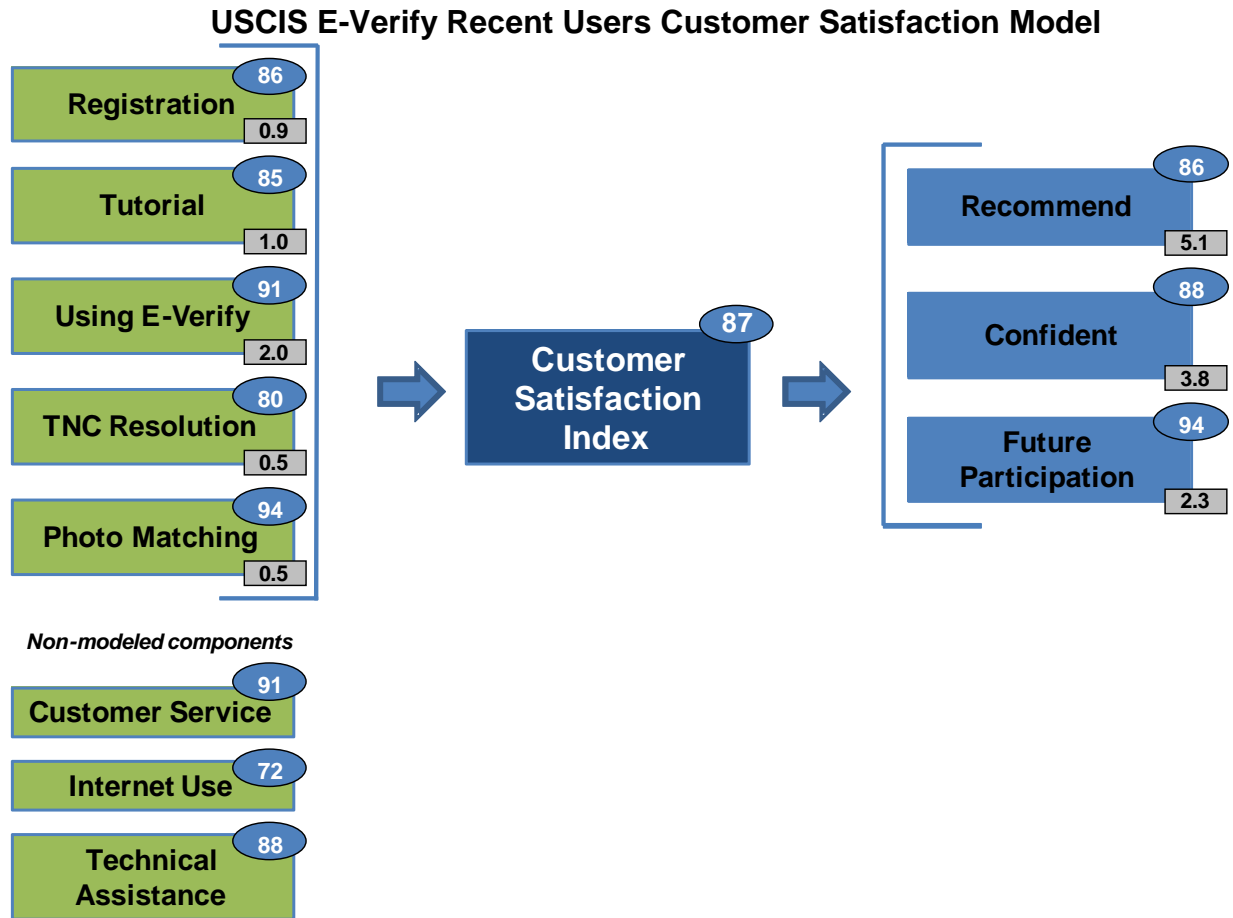 USCIS E-Verify Recent Users Customer Satisfaction Model
86
Registration
0.9
85
Tutorial
1.0
91
Using E-Verify
2.0
80
TNC Resolution
0.5
94
Photo Matching
0.5
87
Customer
Satisfaction
Index
86
Recommend
5.1
88
Confident
3.8
94
Future
Participation
2.3
Non-modeled components
91
Customer Service
72
Internet Use
88
Technical
Assistance